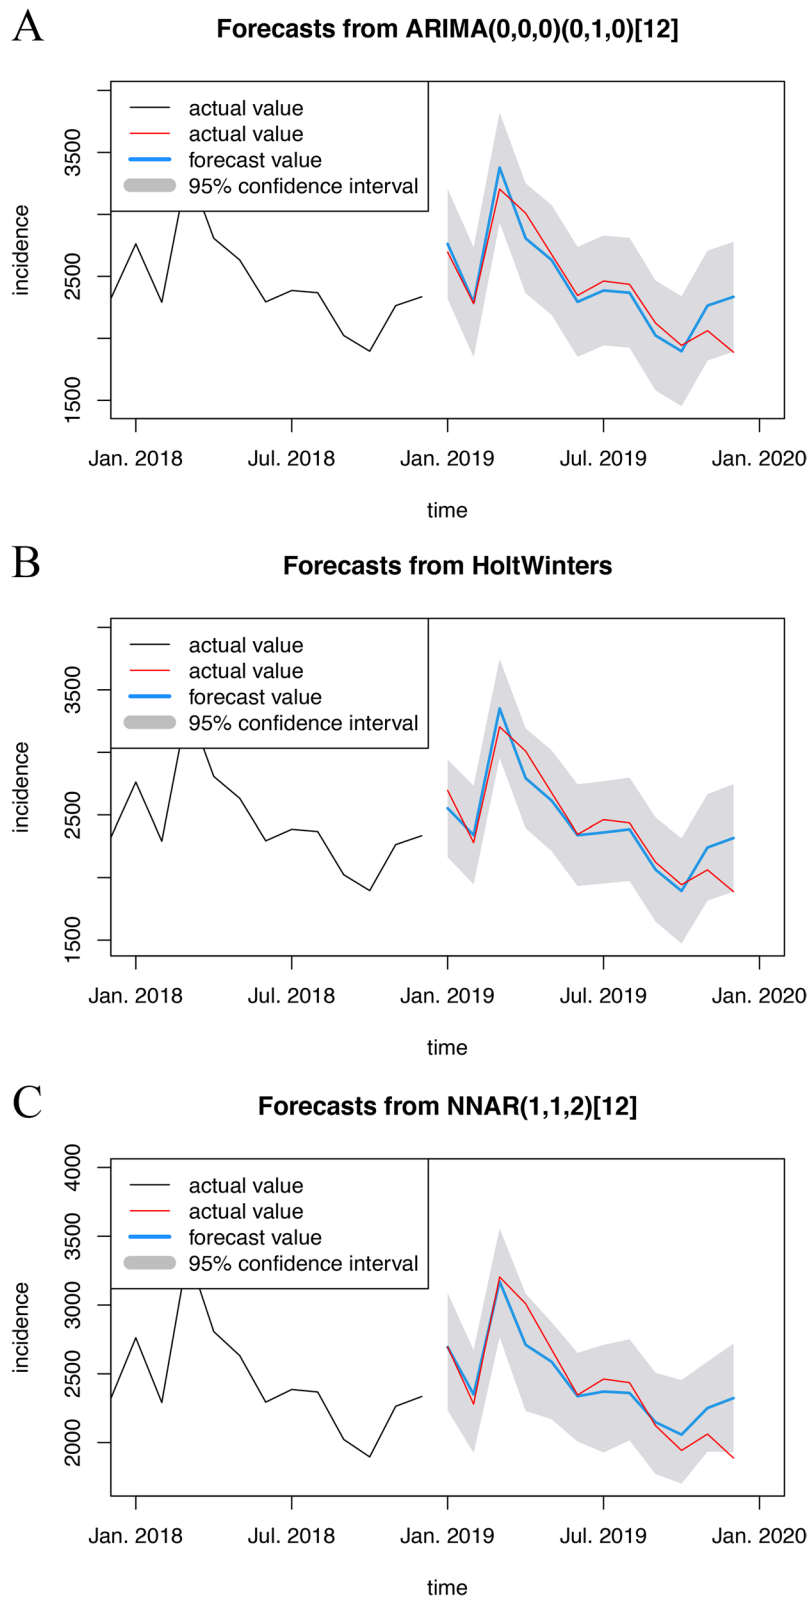 A
Forecasts from ARIMA(0,0,0)(0,1,0)[12]
actual value
actual value
forecast value
95% confidence interval
incidence
3500
2500
1500
Jan. 2018 Jul. 2018 Jan. 2019 Jul. 2019 Jan. 2020
time
B
Forecasts from HoltWinters
actual value
actual value
forecast value
95% confidence interval
incidence
3500
2500
1500
Jan. 2018 Jul. 2018 Jan. 2019 Jul. 2019 Jan. 2020
time
C
Forecasts from NNAR(1,1,2)[12]
actual value
actual value
forecast value
95% confidence interval
incidence
4000
3500
3000
2500
2000
Jan. 2018 Jul. 2018 Jan. 2019 Jul. 2019 Jan. 2020
time